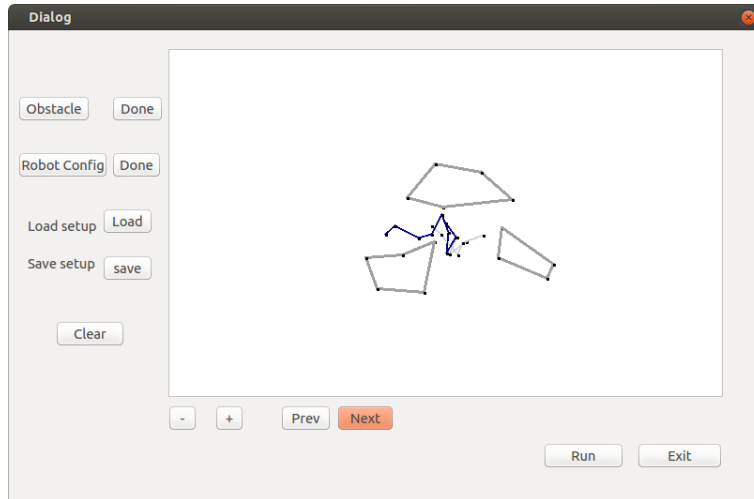 Dialog
Obstacle Done
Robot Config Done
Load setup Load
Save setup save
Clear
- + Prev Next
Run Exit